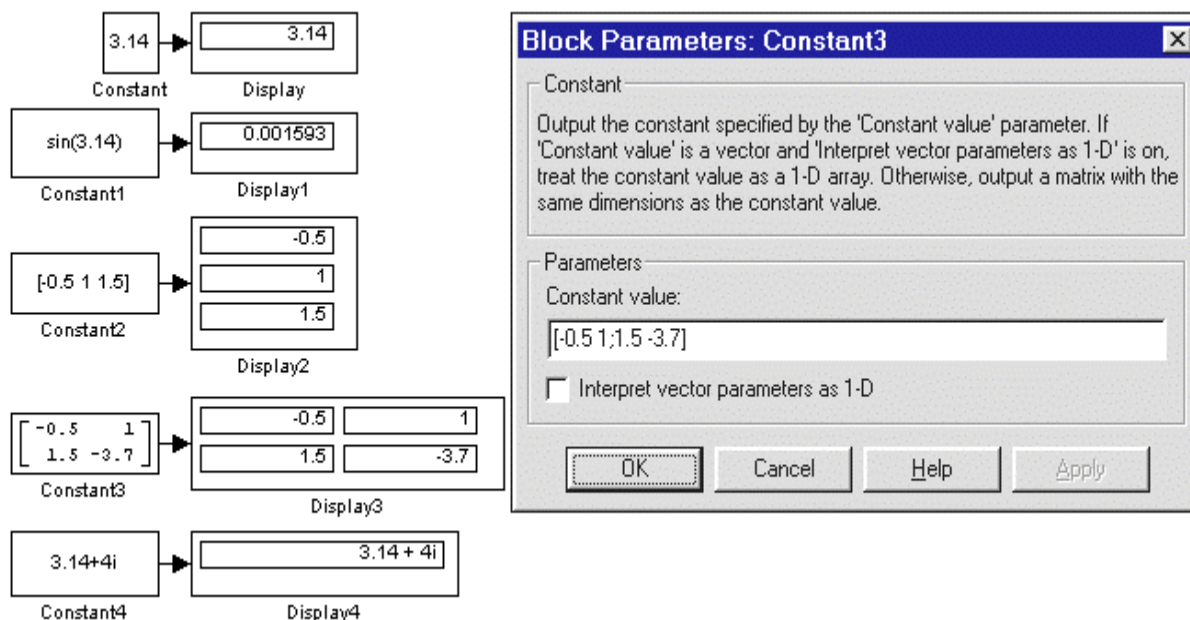 3.14
3.14
Constant
Display
sin(3.14)
0.001593
Constant1
Display1
[-0.5 1 1.5]
-0.5
1
1.5
Constant2
Display2
-0.5 1
1.5 -3.7
-0.5 1
1.5 -3.7
Constant3
Display3
3.14+4i
3.14 + 4i
Constant4
Display4
Block Parameters: Constant3
Constant
Output the constant specified by the 'Constant value' parameter. If
'Constant value' is a vector and 'Interpret vector parameters as 1-D' is on,
treat the constant value as a 1-D array. Otherwise, output a matrix with the
same dimensions as the constant value.
Parameters
Constant value:
[-0.5 1;1.5 -3.7]
Interpret vector parameters as 1-D
OK Cancel Help Apply